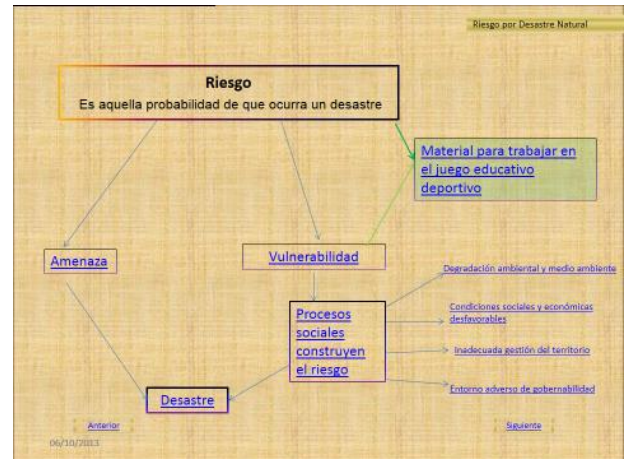 Riesgo por Desastre Natural
Riesgo
Es aquella probabilidad de que ocurra un desastre
Material para trabajar en
el juego educativo
deportivo
Amenaza
Vulnerabilidad
Degradación ambiental y medio ambiente
Procesos
sociales
construyen
el riesgo
Condiciones sociales y económicas
desfavorables
Inadecuada gestión del territorio
Entorno adverso de gobernabilidad
Desastre
Anterior
Siguiente
06/10/2013